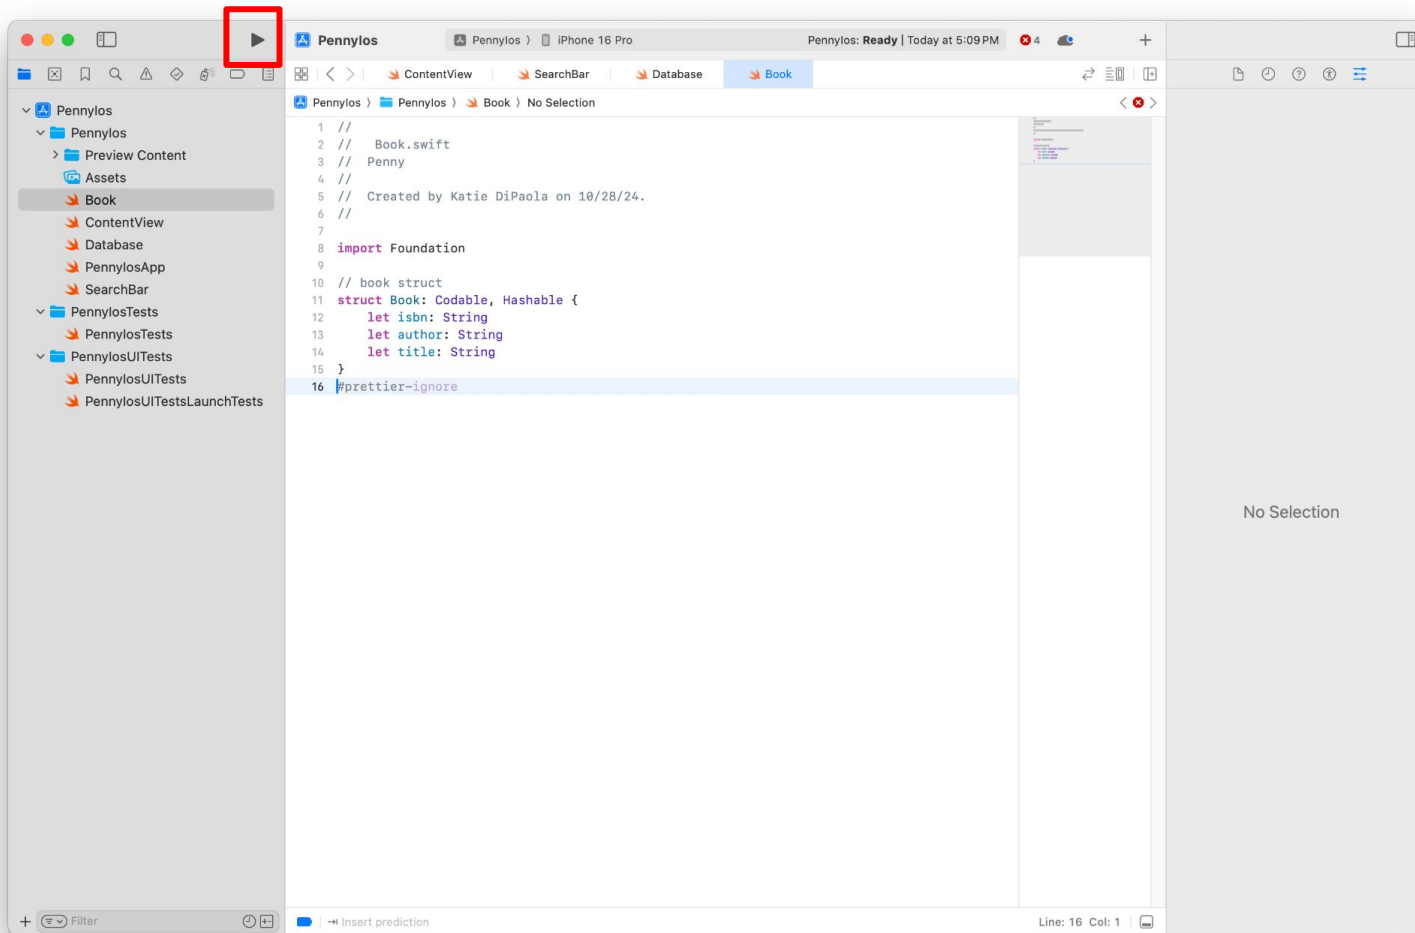 Pennylos
Pennylos
iPhone 16 Pro
Pennylos: Ready | Today at 5:09 PM
4
ContentView
SearchBar
Database
Book
Pennylos
Pennylos
Book
No Selection
Pennylos
Pennylos
Preview Content
Assets
Book
ContentView
Database
PennylosApp
SearchBar
PennylosTests
PennylosTests
PennylosUITests
PennylosUITests
PennylosUITestsLaunchTests
1 //
2 // Book.swift
3 // Penny
4 //
5 // Created by Katie DiPaola on 10/28/24.
6 //
7
8 import Foundation
9
10 // book struct
11 struct Book: Codable, Hashable {
12 let isbn: String
13 let author: String
14 let title: String
15 }
16 #prettier-ignore
No Selection
Filter
Insert prediction
Line: 16 Col: 1